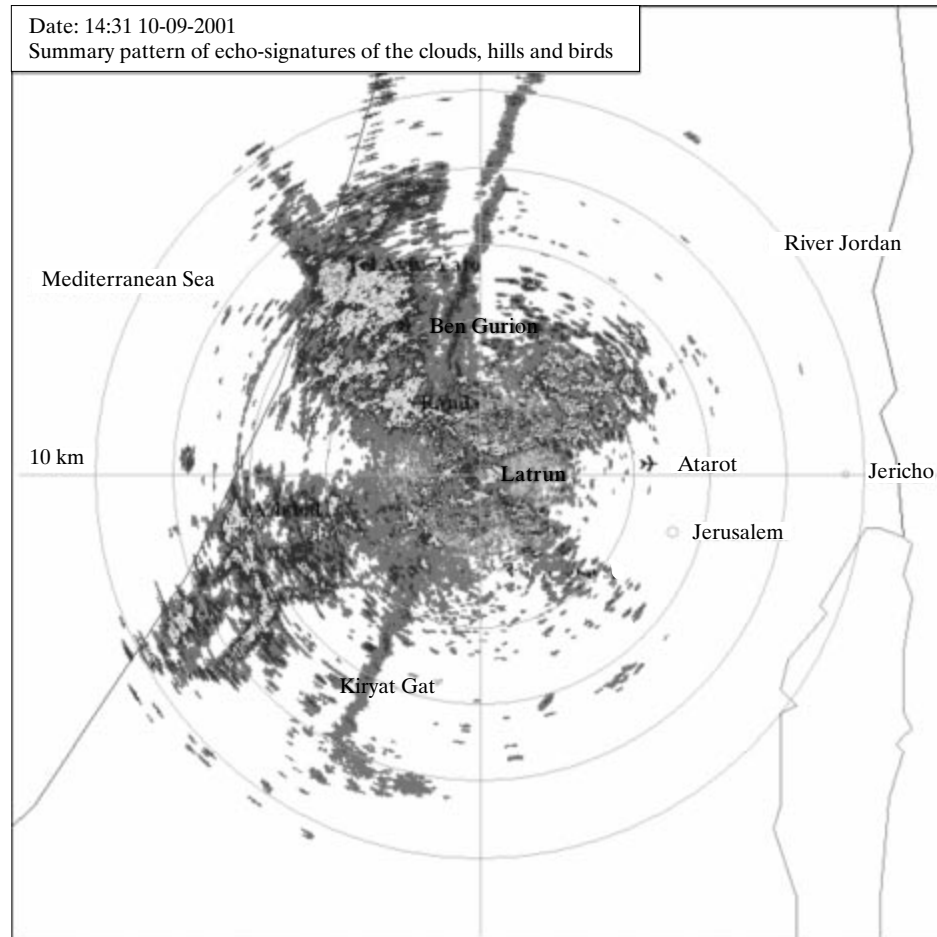 Date: 14:31 10-09-2001
Summary pattern of echo-signatures of the clouds, hills and birds
River Jordan
Mediterranean Sea
Ben Gurion
10 km
Latrun
Atarot
Jericho
Jerusalem
Kiryat Gat